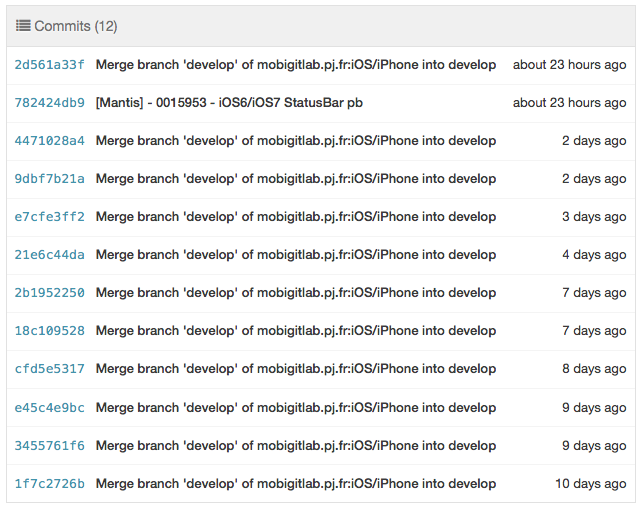 Commits (12)
2d561a33f Merge branch 'develop' of mobigitlab.pj.fr:iOS/iPhone into develop about 23 hours ago
782424db9 [Mantis] - 0015953 - iOS6/iOS7 StatusBar pb about 23 hours ago
4471028a4 Merge branch 'develop' of mobigitlab.pj.fr:iOS/iPhone into develop 2 days ago
9dbf7b21a Merge branch 'develop' of mobigitlab.pj.fr:iOS/iPhone into develop 2 days ago
e7cfe3ff2 Merge branch 'develop' of mobigitlab.pj.fr:iOS/iPhone into develop 3 days ago
21e6c44da Merge branch 'develop' of mobigitlab.pj.fr:iOS/iPhone into develop 4 days ago
2b1952250 Merge branch 'develop' of mobigitlab.pj.fr:iOS/iPhone into develop 7 days ago
18c109528 Merge branch 'develop' of mobigitlab.pj.fr:iOS/iPhone into develop 7 days ago
cfd5e5317 Merge branch 'develop' of mobigitlab.pj.fr:iOS/iPhone into develop 8 days ago
e45c4e9bc Merge branch 'develop' of mobigitlab.pj.fr:iOS/iPhone into develop 9 days ago
3455761f6 Merge branch 'develop' of mobigitlab.pj.fr:iOS/iPhone into develop 9 days ago
1f7c2726b Merge branch 'develop' of mobigitlab.pj.fr:iOS/iPhone into develop 10 days ago